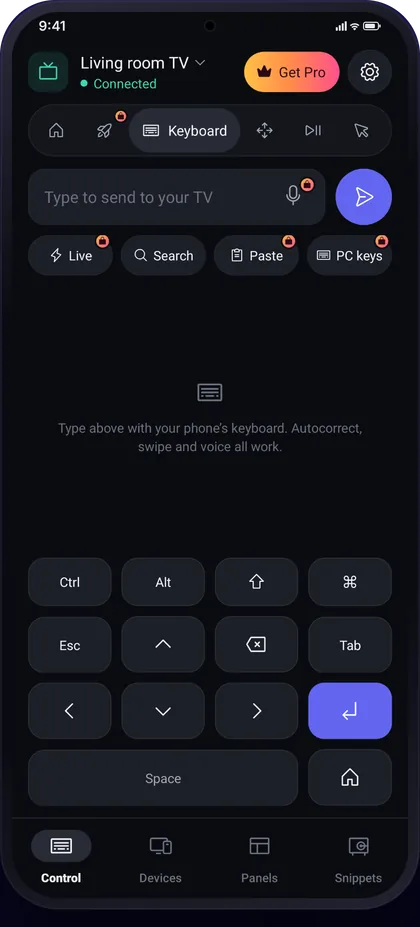 9:41
Living room TV
Connected
Get Pro
Keyboard
Type to send to your TV
Live
Search
Paste
PC keys
Type above with your phone's keyboard. Autocorrect,
swipe and voice all work.
Ctrl
Alt
Esc
Tab
Space
Control
Devices
Panels
Snippets